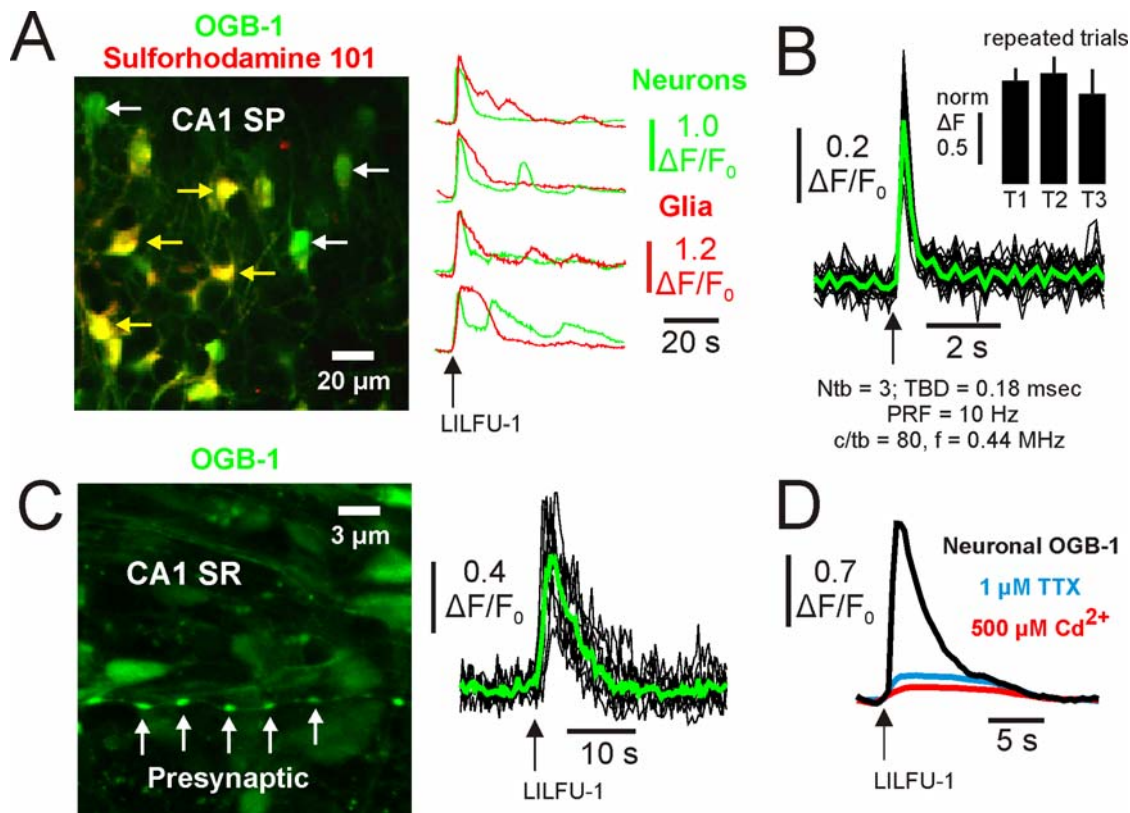 A
OGB-1
Sulforhodamine 101
CA1 SP
20 µm
Neurons
1.0
ΔF/F₀
Glia
1.2
ΔF/F₀
20 s
LILFU-1
B
repeated trials
norm
ΔF
0.5
T1 T2 T3
0.2
ΔF/F₀
2 s
Ntb = 3; TBD = 0.18 msec
PRF = 10 Hz
c/tb = 80, f = 0.44 MHz
C
OGB-1
3 µm
CA1 SR
Presynaptic
0.4
ΔF/F₀
10 s
LILFU-1
D
0.7
ΔF/F₀
Neuronal OGB-1
1 µM TTX
500 µM Cd²⁺
5 s
LILFU-1